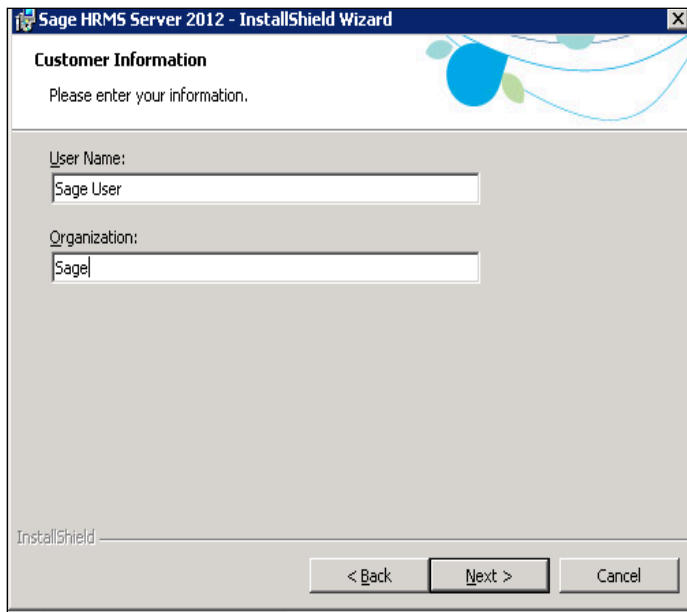 Sage HRMS Server 2012 - InstallShield Wizard
Customer Information
Please enter your information.
User Name:
Sage User
Organization:
Sage
InstallShield
< Back
Next >
Cancel